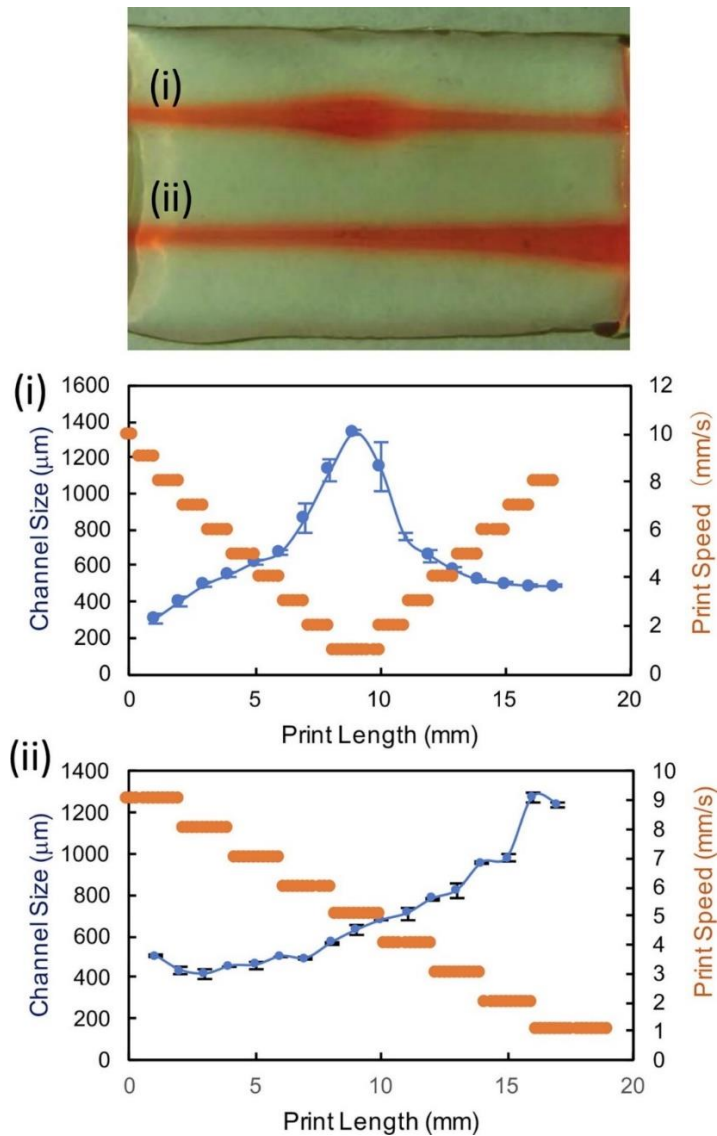 (i)
(ii)
(i)
1600
1400
1200
1000
800
600
400
200
0
Channel Size (μm)
12
10
8
6
4
2
0
Print Speed (mm/s)
0 5 10 15 20
Print Length (mm)
(ii)
1400
1200
1000
800
600
400
200
0
Channel Size (μm)
10
9
8
7
6
5
4
3
2
1
0
Print Speed (mm/s)
0 5 10 15 20
Print Length (mm)